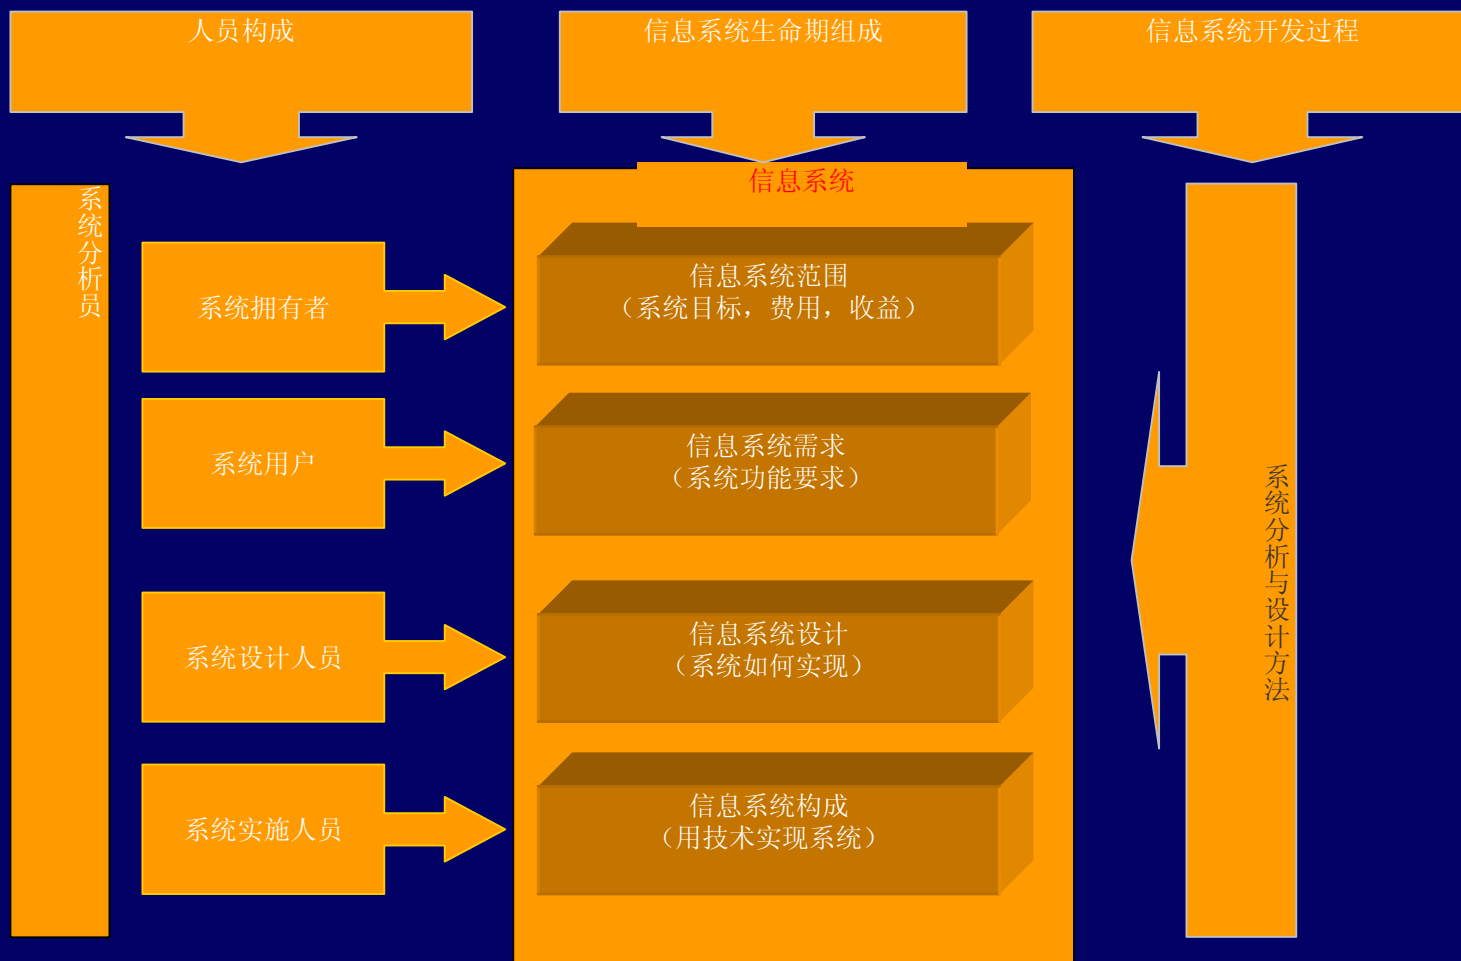 人员构成
信息系统生命期组成
信息系统开发过程
系统分析员
信息系统
系统拥有者
信息系统范围
（系统目标，费用，收益）
系统用户
信息系统需求
（系统功能要求）
系统设计人员
信息系统设计
（系统如何实现）
系统实施人员
信息系统构成
（用技术实现系统）
系统分析与设计方法